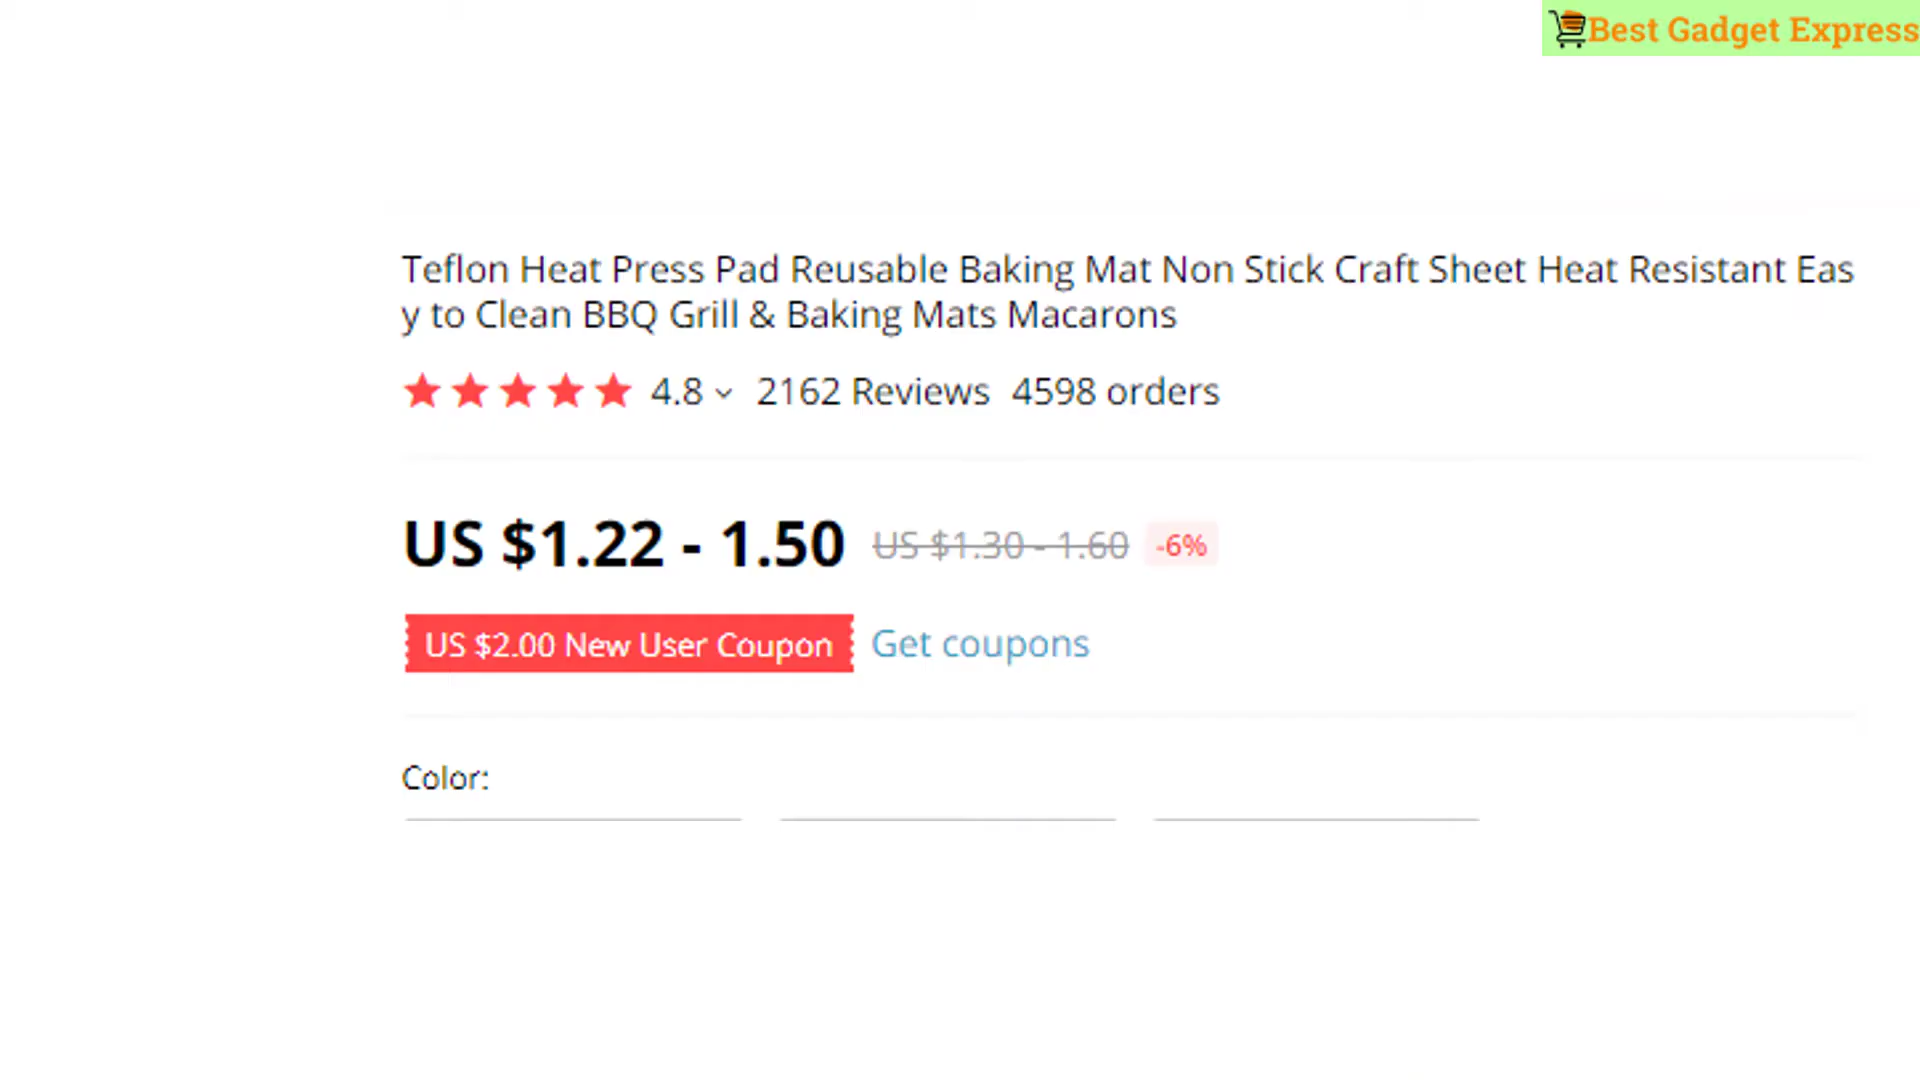 Best Gadget Express
Teflon Heat Press Pad Reusable Baking Mat Non Stick Craft Sheet Heat Resistant Eas
y to Clean BBQ Grill & Baking Mats Macarons
4.8 2162 Reviews 4598 orders
US $1.22 - 1.50 US $1.30 - 1.60 -6%
US $2.00 New User Coupon Get coupons
Color: